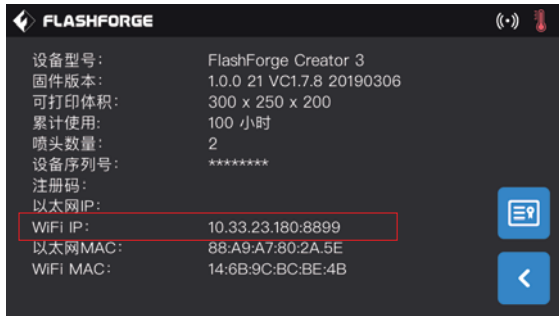 FLASHFORGE
设备型号: FlashForge Creator 3
固件版本: 1.0.0 21 VC1.7.8 20190306
可打印体积: 300 x 250 x 200
累计使用: 100 小时
喷头数量: 2
设备序列号: ********
注册码:
以太网IP:
WiFi IP: 10.33.23.180:8899
以太网MAC: 88:A9:A7:80:2A.5E
WiFi MAC: 14:6B:9C:BC:BE:4B